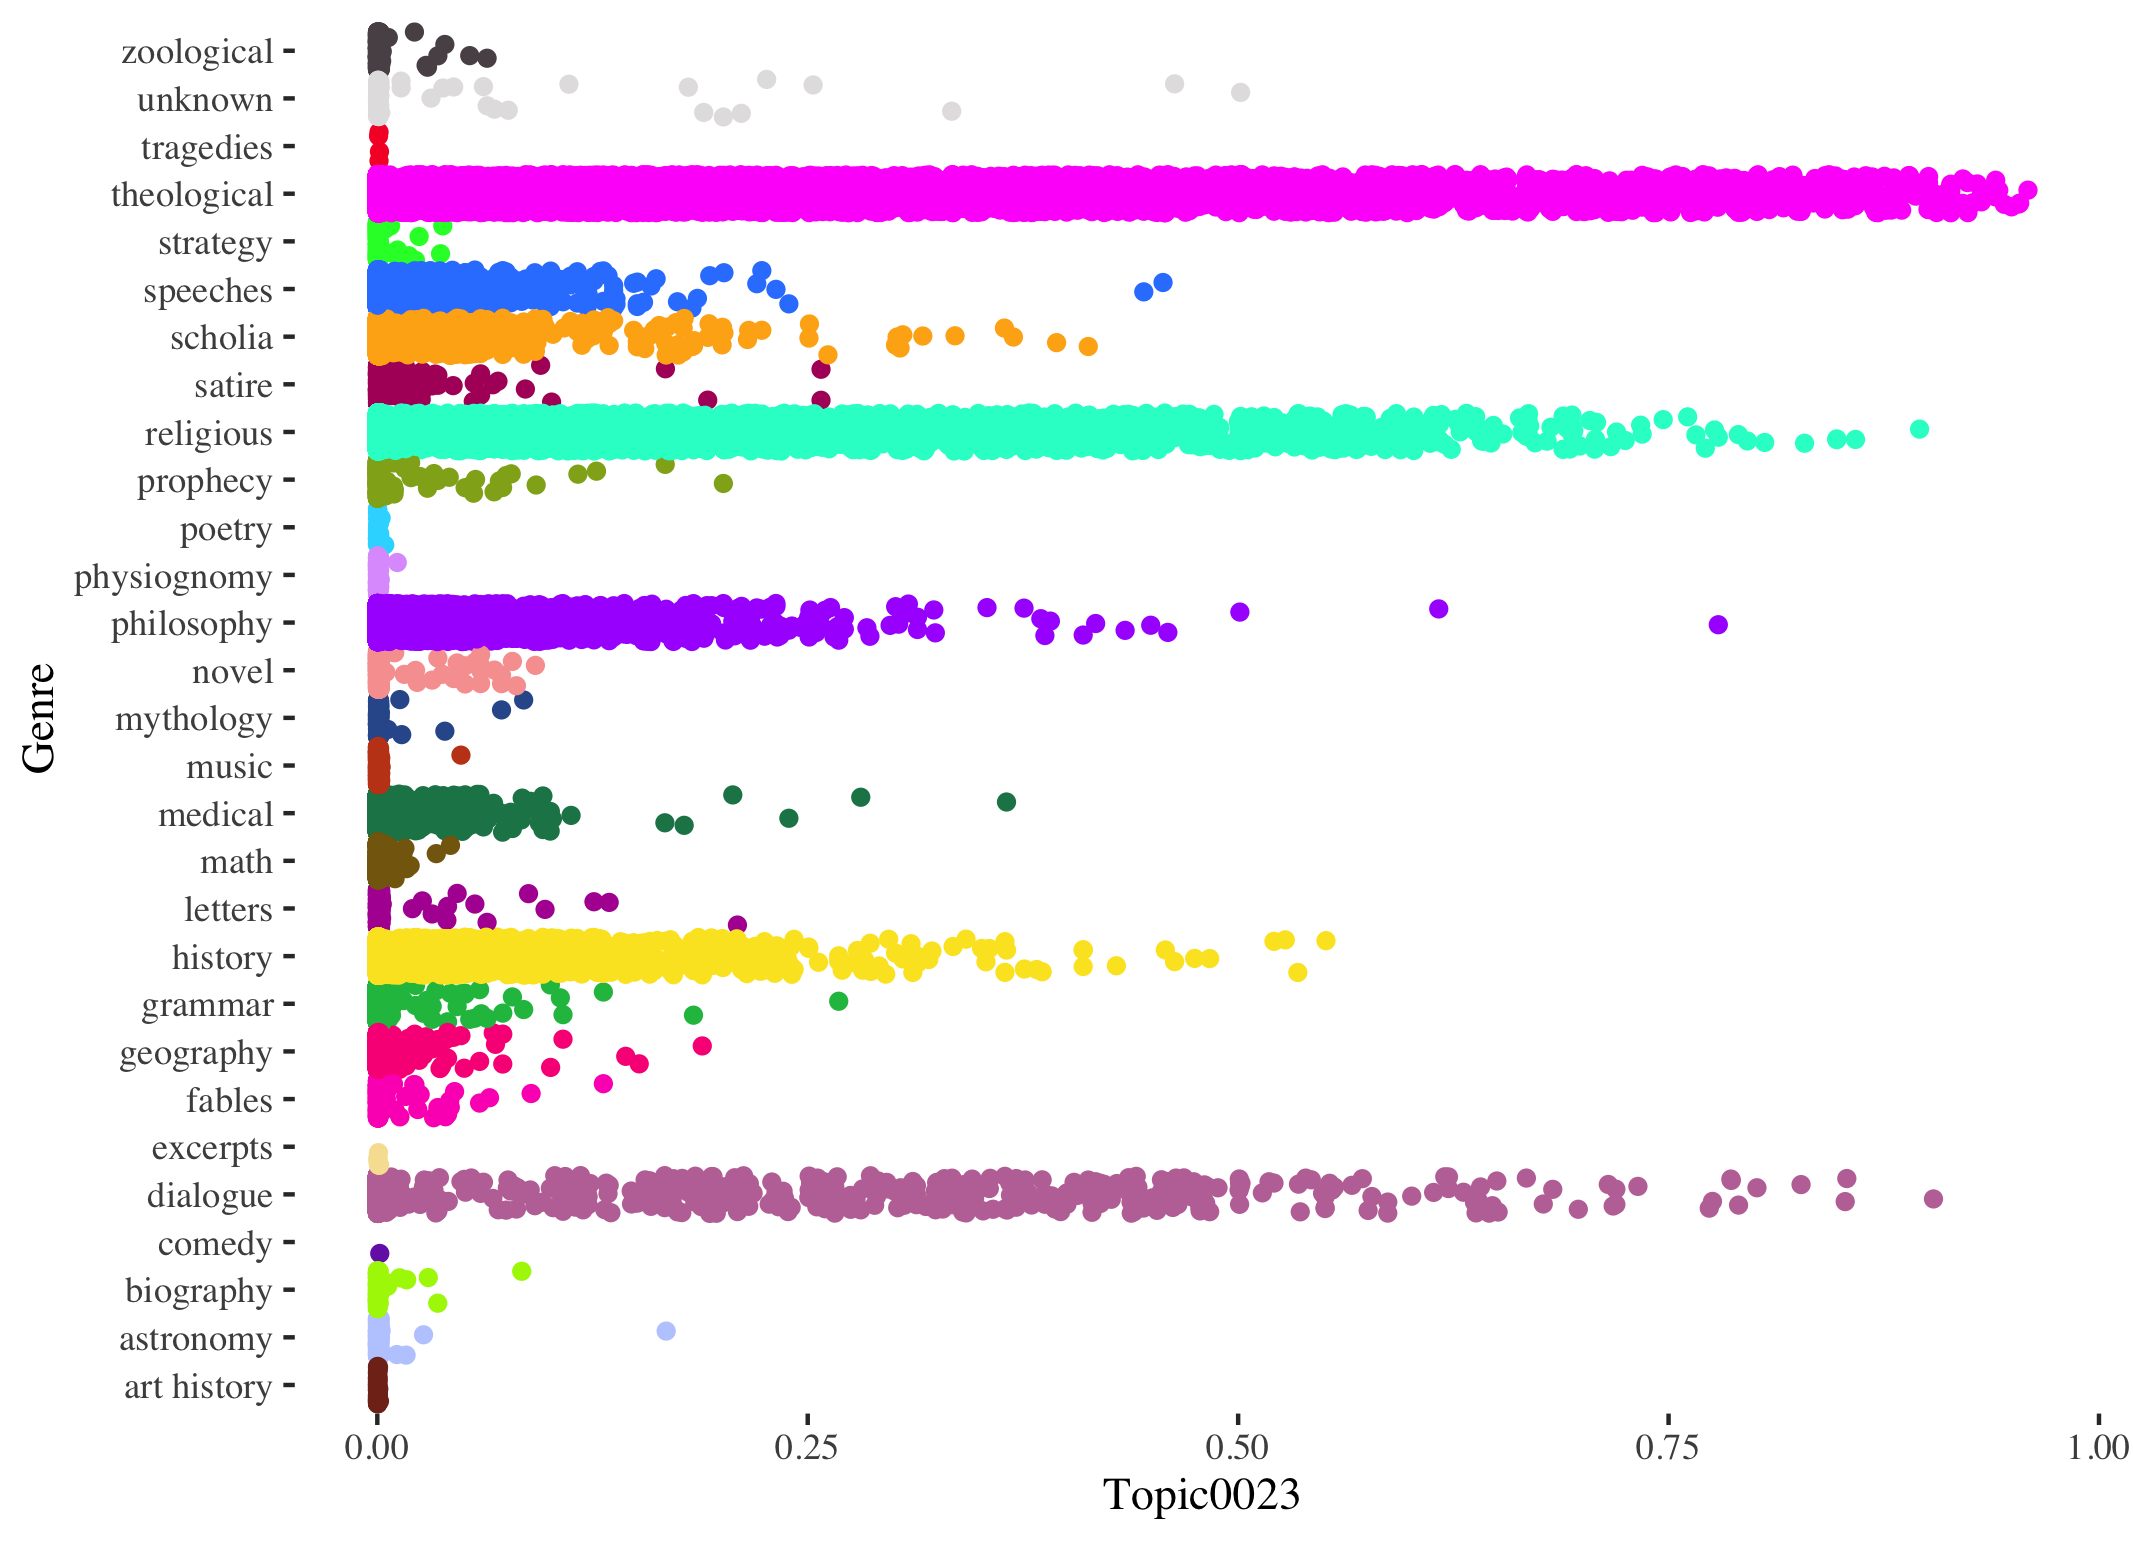 zoological
unknown
tragedies
theological
strategy
speeches
scholia
satire
religious
prophecy
poetry
physiognomy
philosophy
novel
mythology
music
medical
math
letters
history
grammar
geography
fables
excerpts
dialogue
comedy
biography
astronomy
art history
Genre
0.00 0.25 0.50 0.75 1.00
Topic0023